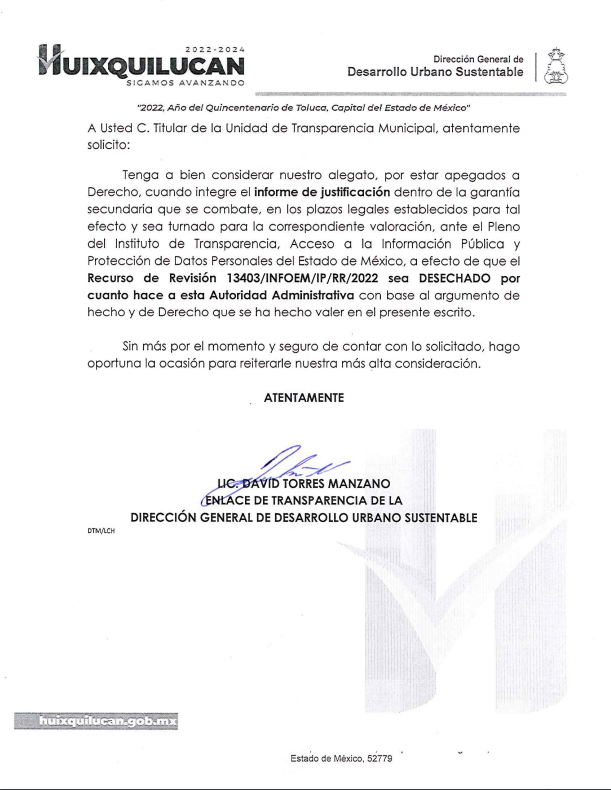 2022-2024
HUIXQUILUCAN
SIGAMOS AVANZANDO
Dirección General de
Desarrollo Urbano Sustentable
"2022, Año del Quincentenario de Toluca, Capital del Estado de México"
A Usted C. Titular de la Unidad de Transparencia Municipal, atentamente
solicito:
Tenga a bien considerar nuestro alegato, por estar apegados a
Derecho, cuando integre el informe de justificación dentro de la garantía
secundaria que se combate, en los plazos legales establecidos para tal
efecto y sea turnado para la correspondiente valoración, ante el Pleno
del Instituto de Transparencia, Acceso a la Información Pública y
Protección de Datos Personales del Estado de México, a efecto de que el
Recurso de Revisión 13403/INFOEM/IP/RR/2022 sea DESECHADO por
cuanto hace a esta Autoridad Administrativa con base al argumento de
hecho y de Derecho que se ha hecho valer en el presente escrito.
Sin más por el momento y seguro de contar con lo solicitado, hago
oportuna la ocasión para reiterarle nuestra más alta consideración.
ATENTAMENTE
LIC. DAVID TORRES MANZANO
ENLACE DE TRANSPARENCIA DE LA
DIRECCIÓN GENERAL DE DESARROLLO URBANO SUSTENTABLE
DTM/LCH
huixquilucan.gob.mx
Estado de México, 52779